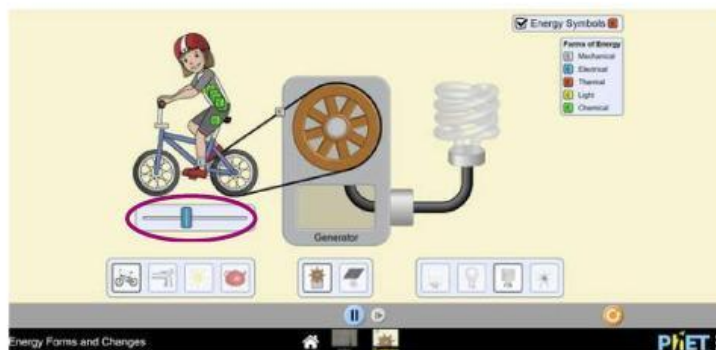 Energy Symbols
Forms of Energy
Mechanical
Electrical
Thermal
Light
Chemical
Generator
Energy Forms and Changes
PhET